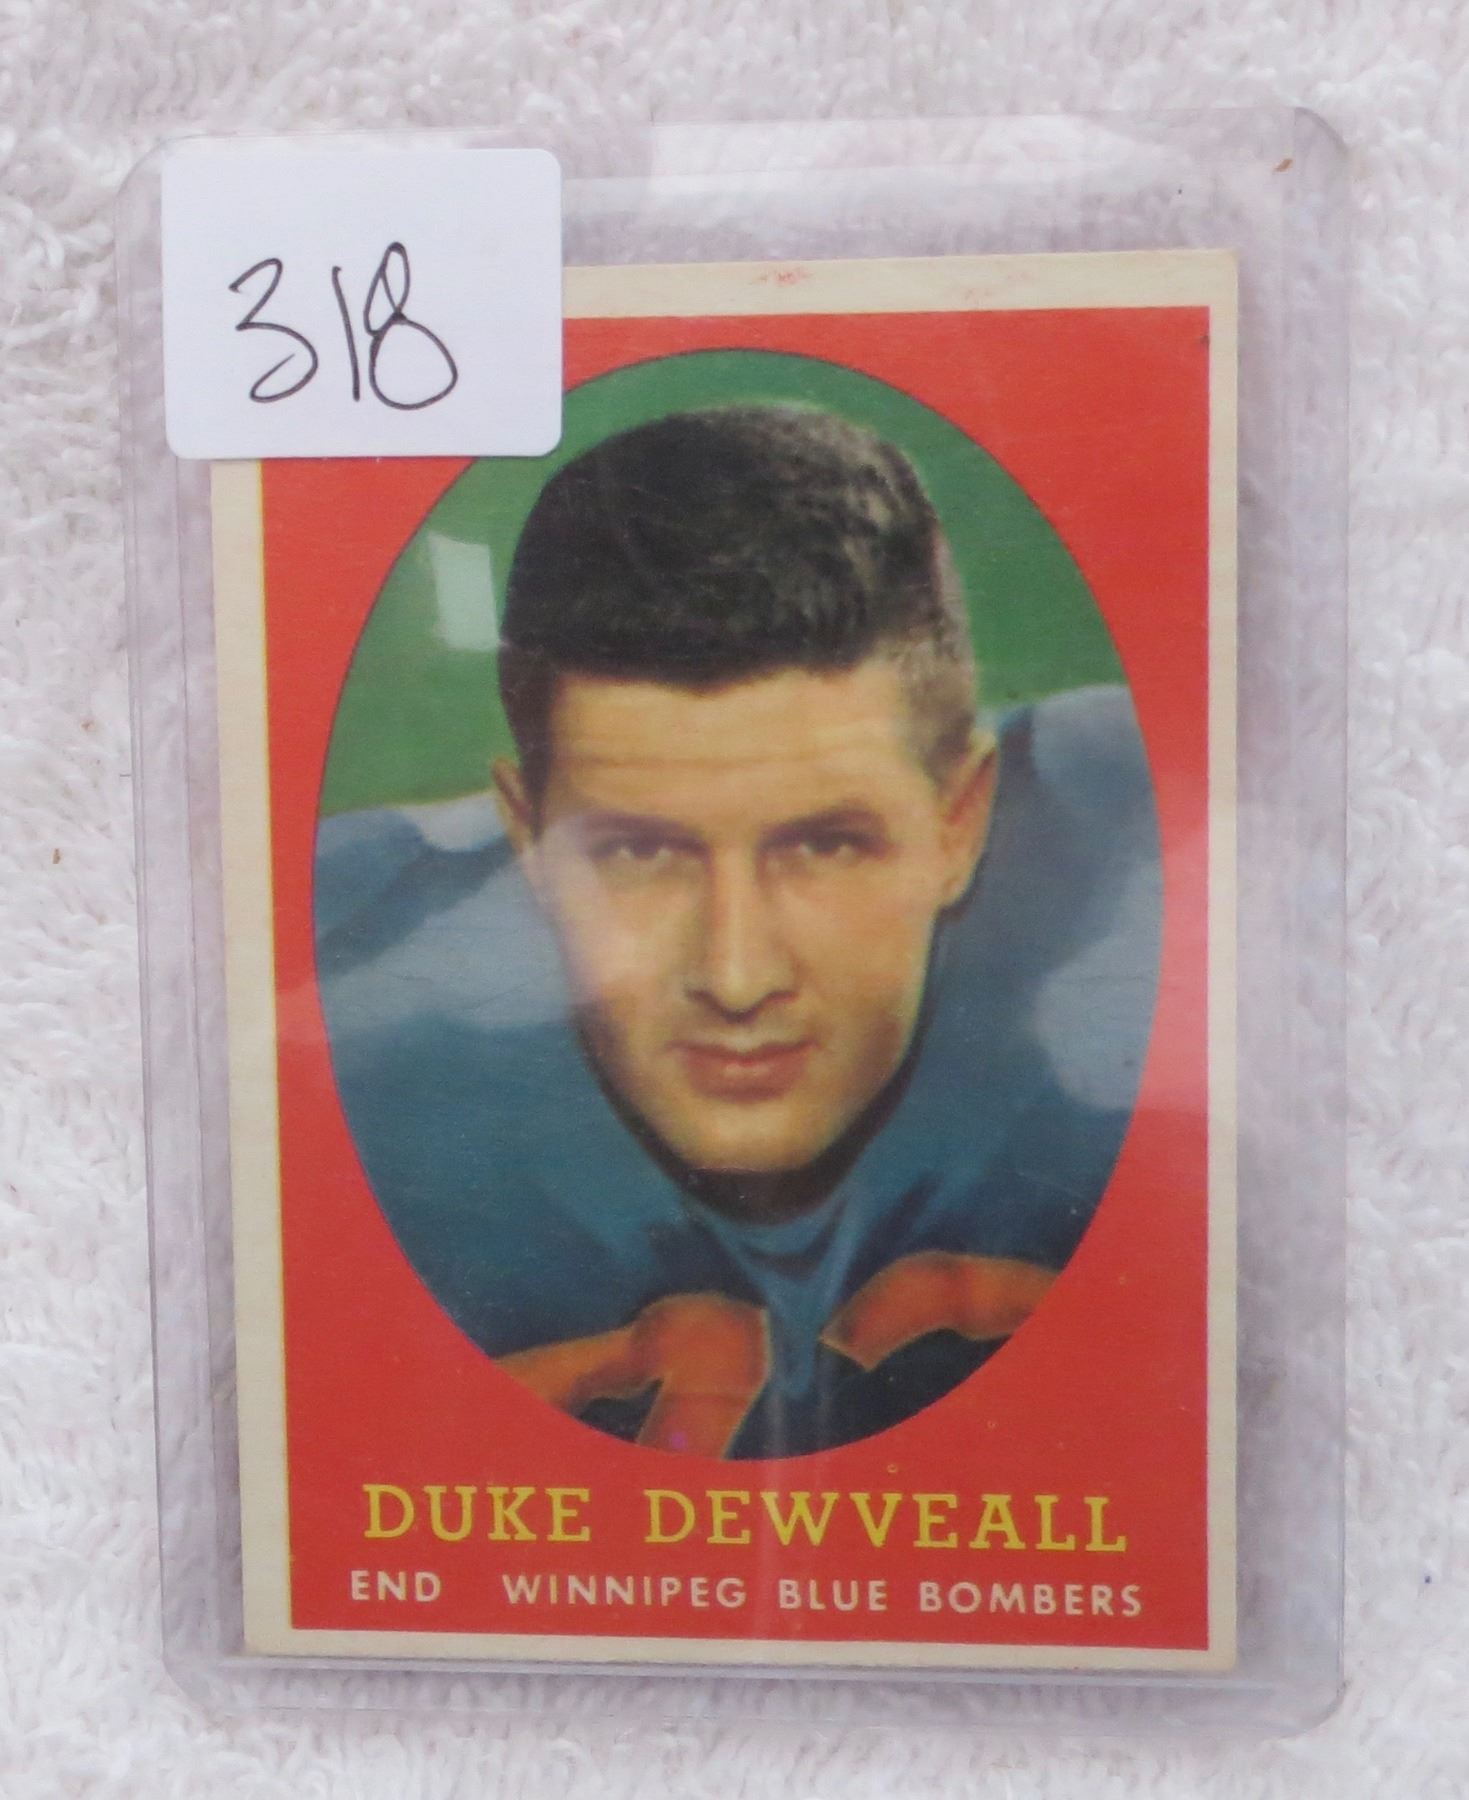 318
DUKE DEWVEALL
END WINNIPEG BLUE BOMBERS